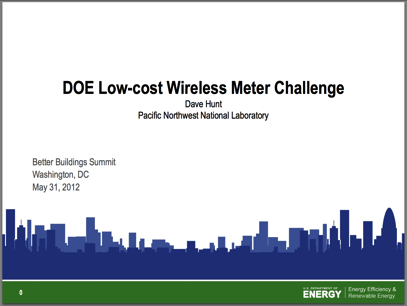 DOE Low-cost Wireless Meter Challenge
Dave Hunt
Pacific Northwest National Laboratory
Better Buildings Summit
Washington, DC
May 31, 2012
0
U.S. DEPARTMENT OF
ENERGY
Energy Efficiency &
Renewable Energy